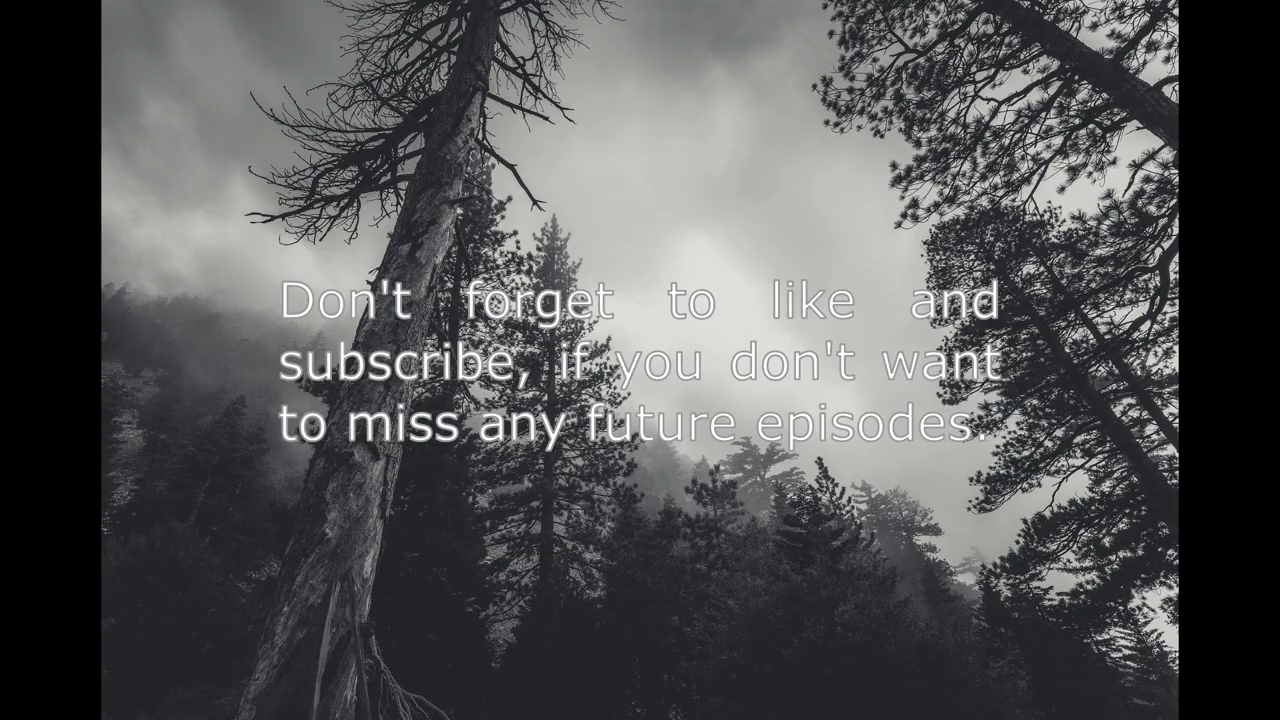 Don't forget to like and
subscribe, if you don't want
to miss any future episodes.